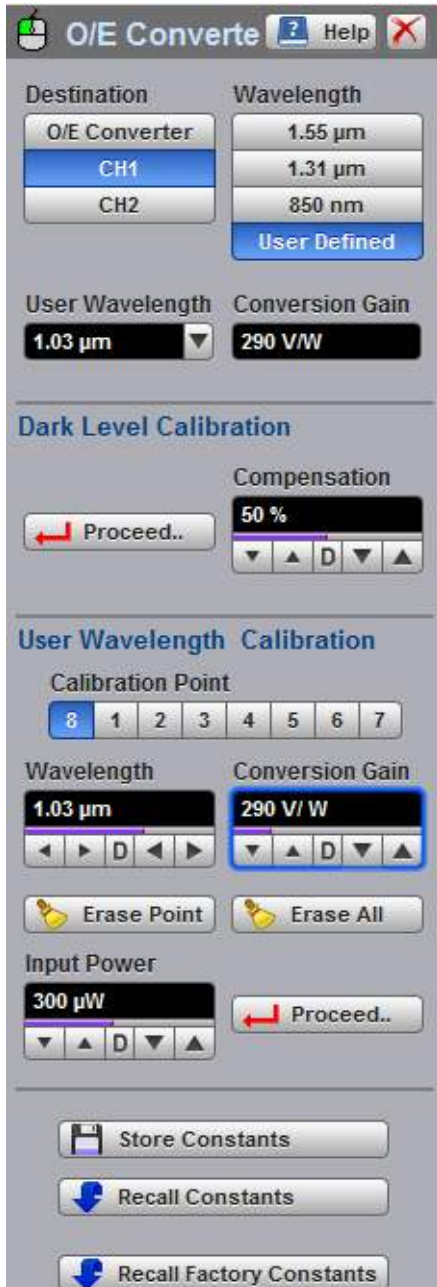 O/E Converte Help
Destination Wavelength
O/E Converter 1.55 µm
CH1 1.31 µm
CH2 850 nm
User Defined
User Wavelength Conversion Gain
1.03 µm 290 V/W
Dark Level Calibration
Compensation
Proceed.. 50 %
D
User Wavelength Calibration
Calibration Point
8 1 2 3 4 5 6 7
Wavelength Conversion Gain
1.03 µm 290 V/ W
D D
Erase Point Erase All
Input Power
300 µW Proceed..
D
Store Constants
Recall Constants
Recall Factory Constants